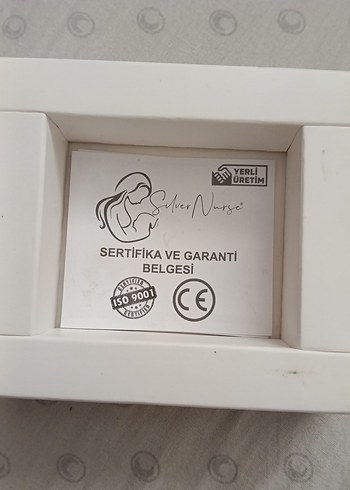 YERLİ
ÜRETİM
Silver Nurse
SERTİFİKA VE GARANTİ
BELGESİ
CERTIFIED
ISO 9001
CERTIFIED
CE